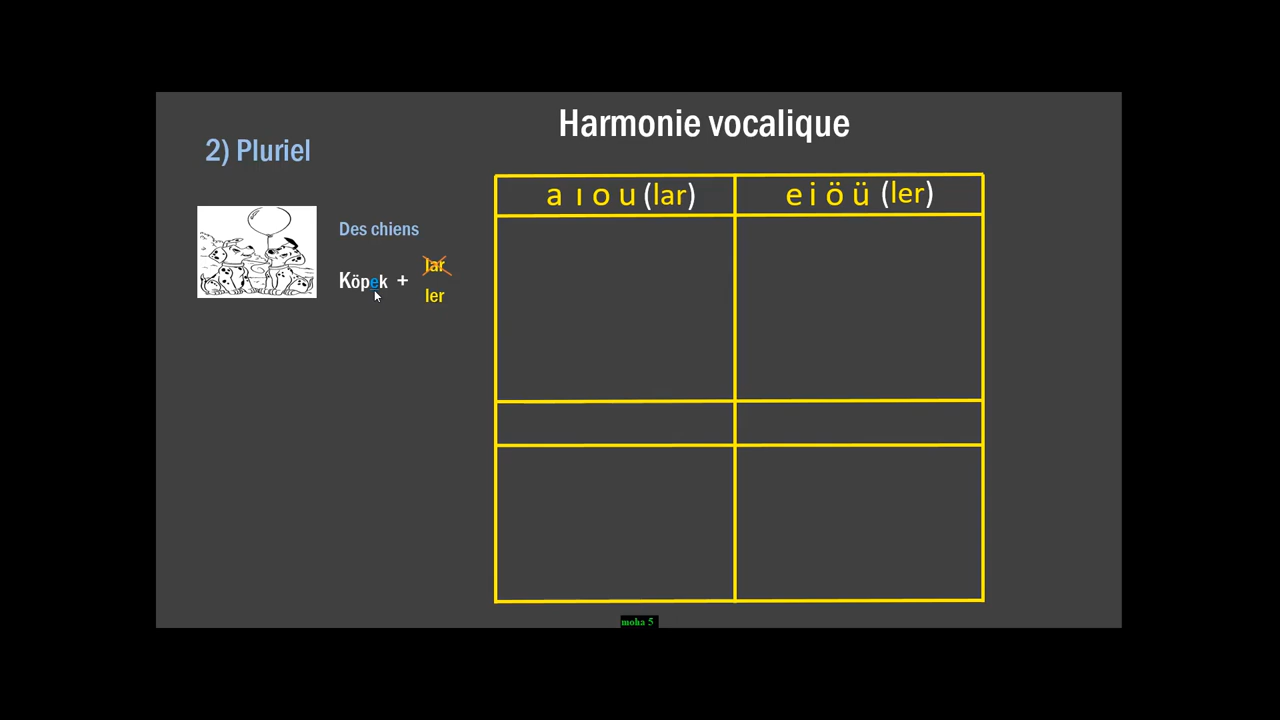 Harmonie vocalique
2) Pluriel
Des chiens
Köpek + lar
ler
a ı o u (lar)
e i ö ü (ler)
moha 5